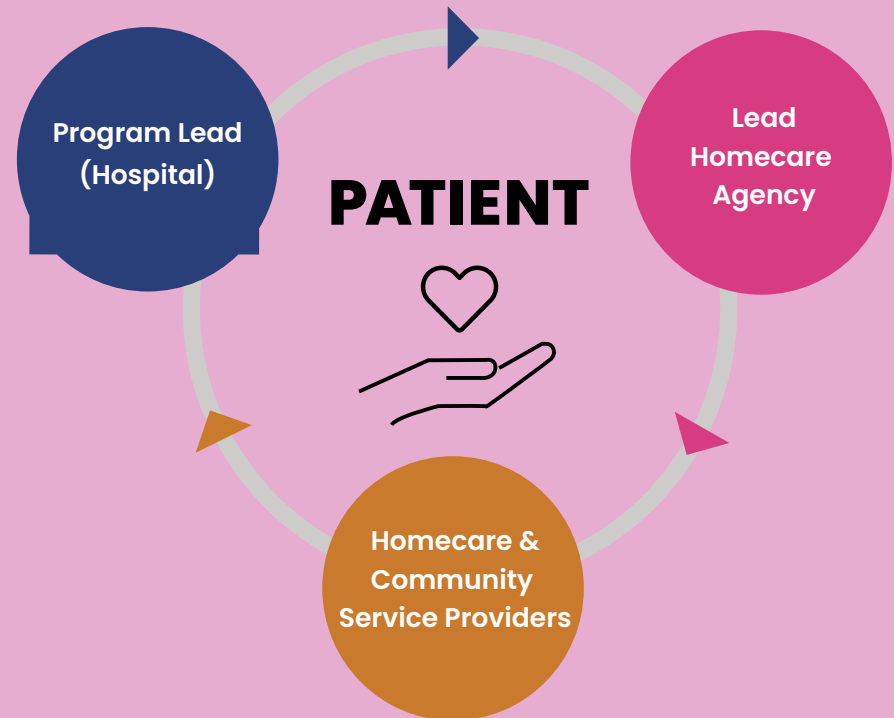 Program Lead
(Hospital)
Lead
Homecare
Agency
PATIENT
Homecare &
Community
Service Providers